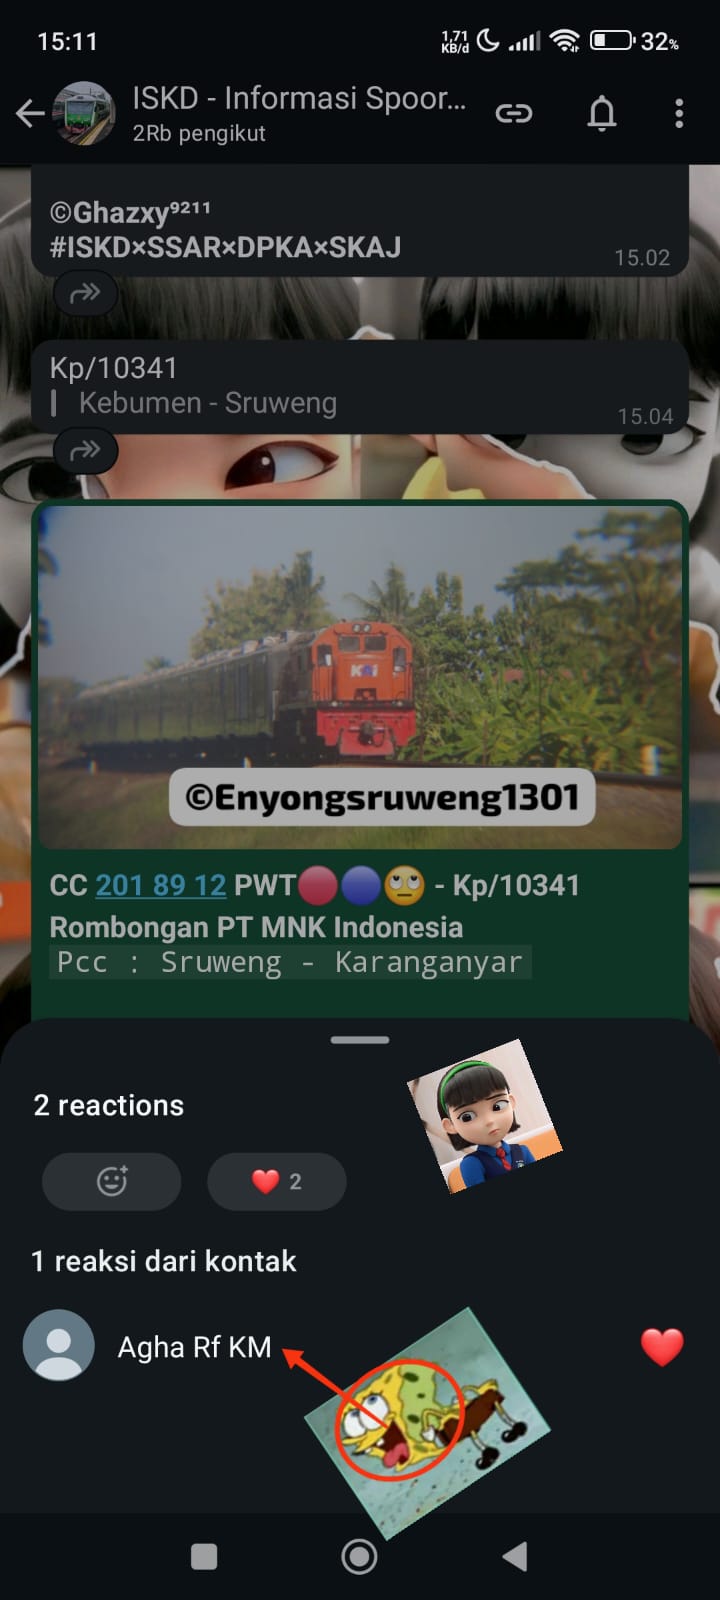 15:11
1,71
KB/d
32%
ISKD - Informasi Spoor...
2Rb pengikut
©Ghazxy⁹²¹¹
#ISKD×SSAR×DPKA×SKAJ
15.02
Kp/10341
Kebumen - Sruweng
15.04
KAI
©Enyongsruweng1301
CC 201 89 12 PWT🔴🔵🙄 - Kp/10341
Rombongan PT MNK Indonesia
Pcc : Sruweng - Karanganyar
2 reactions
❤️ 2
1 reaksi dari kontak
Agha Rf KM ❤️